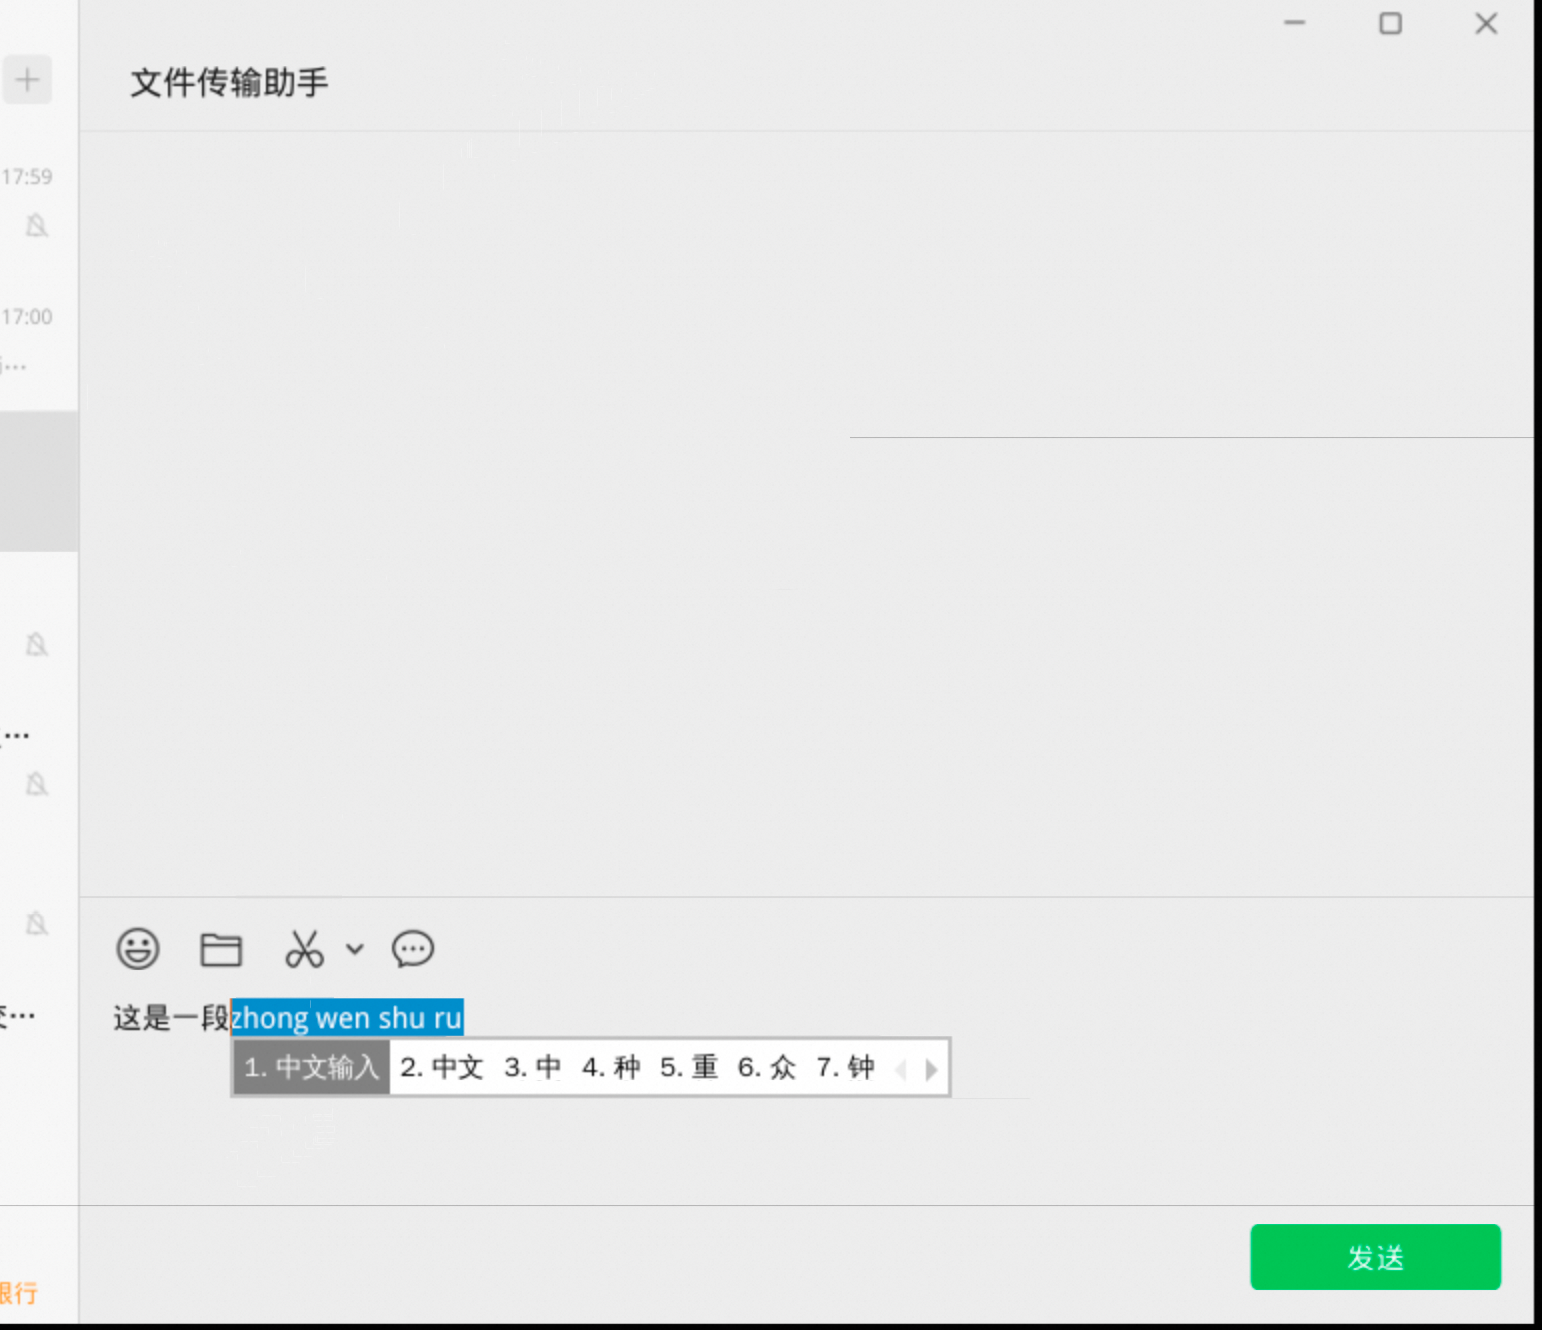 文件传输助手
17:59
17:00
...
...
...
这是一段zhong wen shu ru
1. 中文输入 2. 中文 3. 中 4. 种 5. 重 6. 众 7. 钟
发送
银行